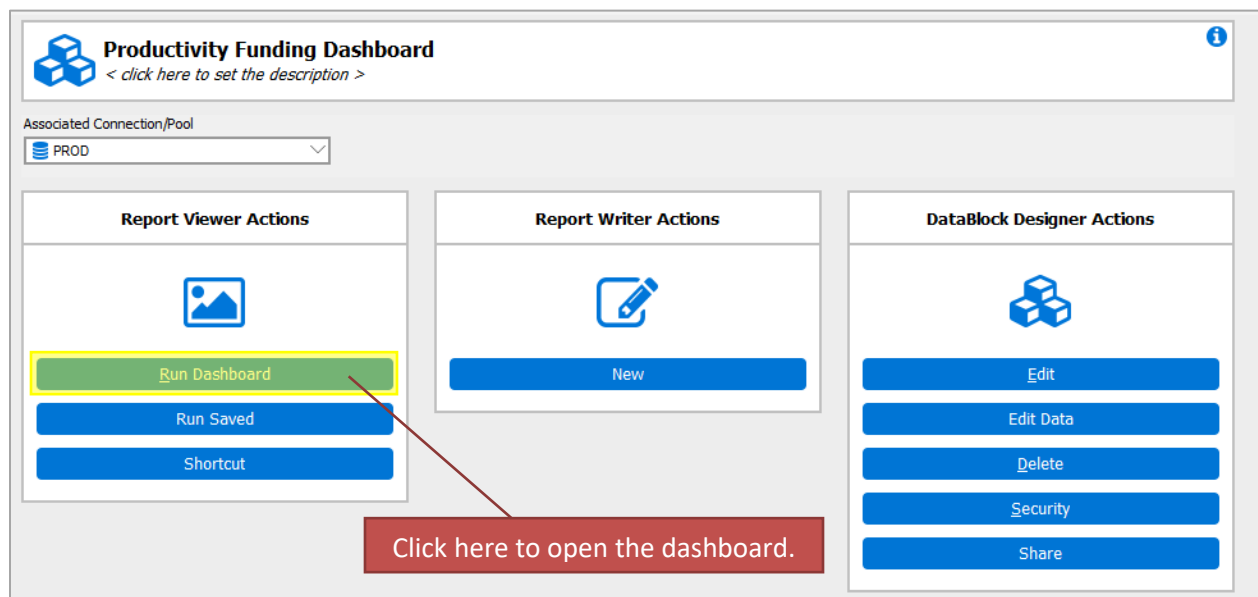 Productivity Funding Dashboard
< click here to set the description >
Associated Connection/Pool
PROD
Report Viewer Actions
Run Dashboard
Run Saved
Shortcut
Report Writer Actions
New
DataBlock Designer Actions
Edit
Edit Data
Delete
Security
Share
Click here to open the dashboard.